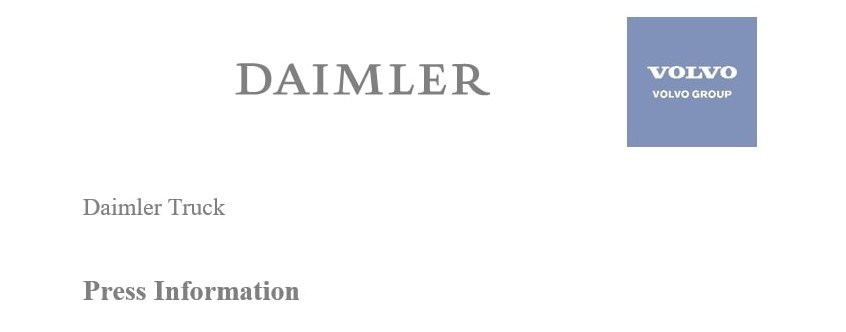 DAIMLER
VOLVO
VOLVO GROUP
Daimler Truck
Press Information